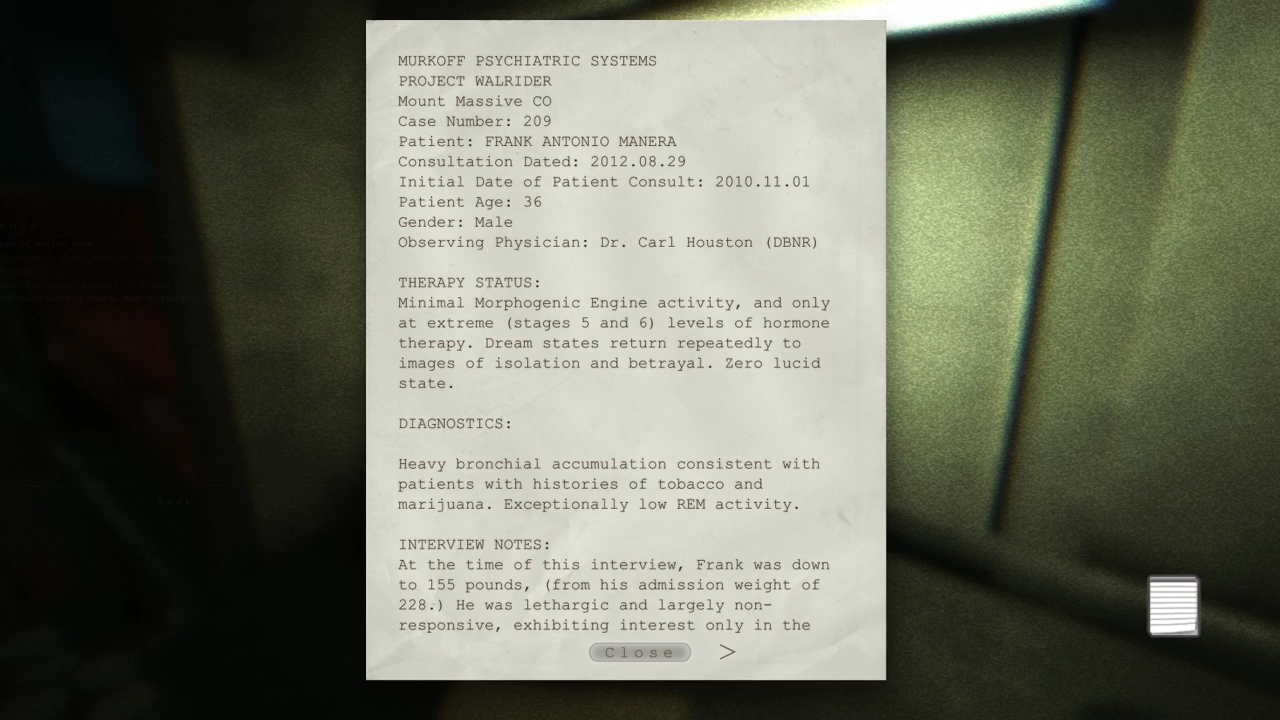 MURKOFF PSYCHIATRIC SYSTEMS
PROJECT WALRIDER
Mount Massive CO
Case Number: 209
Patient: FRANK ANTONIO MANERA
Consultation Dated: 2012.08.29
Initial Date of Patient Consult: 2010.11.01
Patient Age: 36
Gender: Male
Observing Physician: Dr. Carl Houston (DBNR)
THERAPY STATUS:
Minimal Morphogenic Engine activity, and only
at extreme (stages 5 and 6) levels of hormone
therapy. Dream states return repeatedly to
images of isolation and betrayal. Zero lucid
state.
DIAGNOSTICS:
Heavy bronchial accumulation consistent with
patients with histories of tobacco and
marijuana. Exceptionally low REM activity.
INTERVIEW NOTES:
At the time of this interview, Frank was down
to 155 pounds, (from his admission weight of
228.) He was lethargic and largely non-
responsive, exhibiting interest only in the
Close >